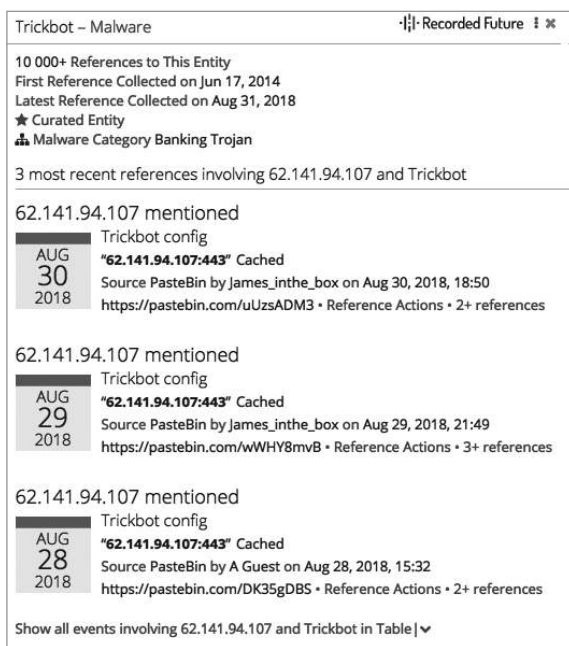 Trickbot – Malware
Recorded Future
10 000+ References to This Entity
First Reference Collected on Jun 17, 2014
Latest Reference Collected on Aug 31, 2018
Curated Entity
Malware Category Banking Trojan
3 most recent references involving 62.141.94.107 and Trickbot
62.141.94.107 mentioned
AUG
30
2018
Trickbot config
“62.141.94.107:443” Cached
Source PasteBin by James_inthe_box on Aug 30, 2018, 18:50
https://pastebin.com/uUzsADM3 • Reference Actions • 2+ references
62.141.94.107 mentioned
AUG
29
2018
Trickbot config
“62.141.94.107:443” Cached
Source PasteBin by James_inthe_box on Aug 29, 2018, 21:49
https://pastebin.com/wWHY8mvB • Reference Actions • 3+ references
62.141.94.107 mentioned
AUG
28
2018
Trickbot config
“62.141.94.107:443” Cached
Source PasteBin by A Guest on Aug 28, 2018, 15:32
https://pastebin.com/DK35gDBS • Reference Actions • 2+ references
Show all events involving 62.141.94.107 and Trickbot in Table|